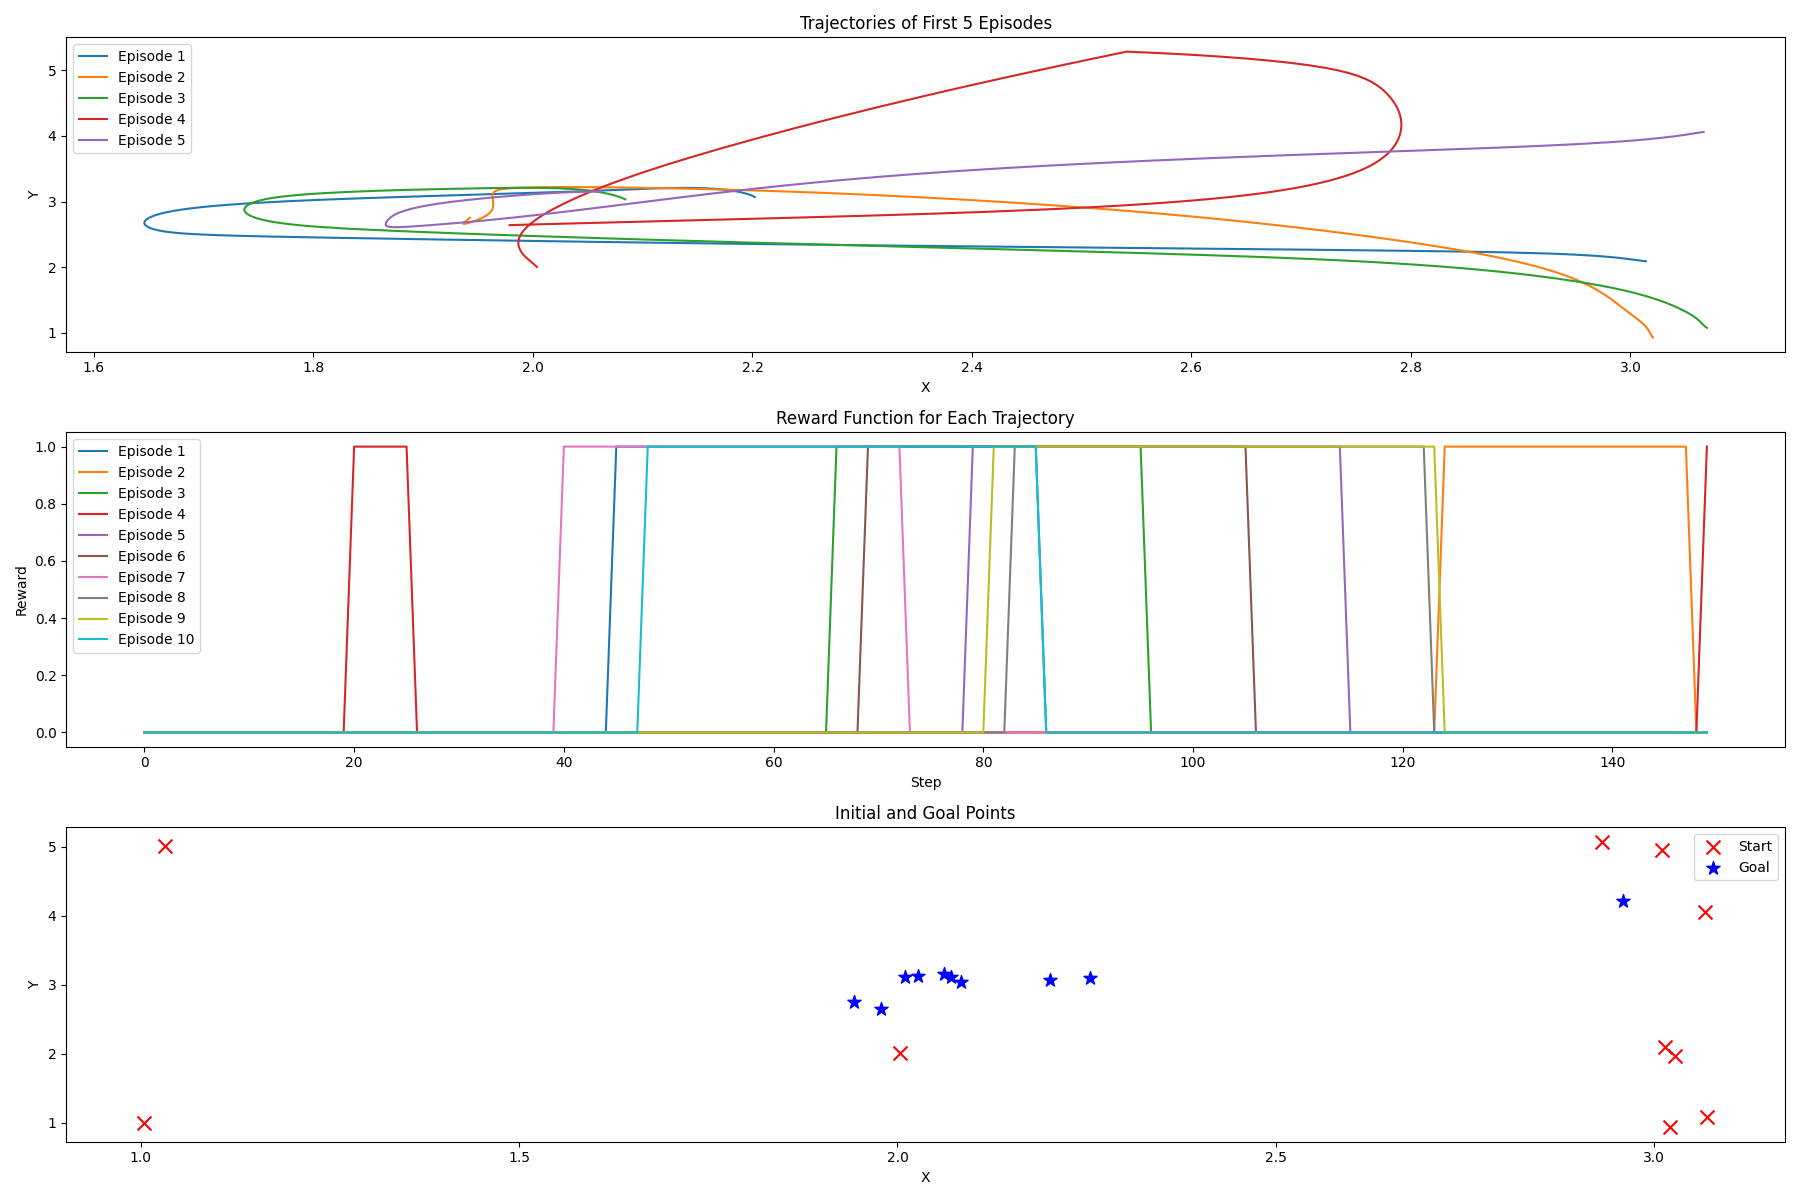 Trajectories of First 5 Episodes
Episode 1
Episode 2
Episode 3
Episode 4
Episode 5
5
4
3
2
1
Y
1.6 1.8 2.0 2.2 2.4 2.6 2.8 3.0
X
Reward Function for Each Trajectory
Episode 1
Episode 2
Episode 3
Episode 4
Episode 5
Episode 6
Episode 7
Episode 8
Episode 9
Episode 10
1.0
0.8
0.6
0.4
0.2
0.0
Reward
0 20 40 60 80 100 120 140
Step
Initial and Goal Points
Start
Goal
5
4
3
2
1
Y
1.0 1.5 2.0 2.5 3.0
X